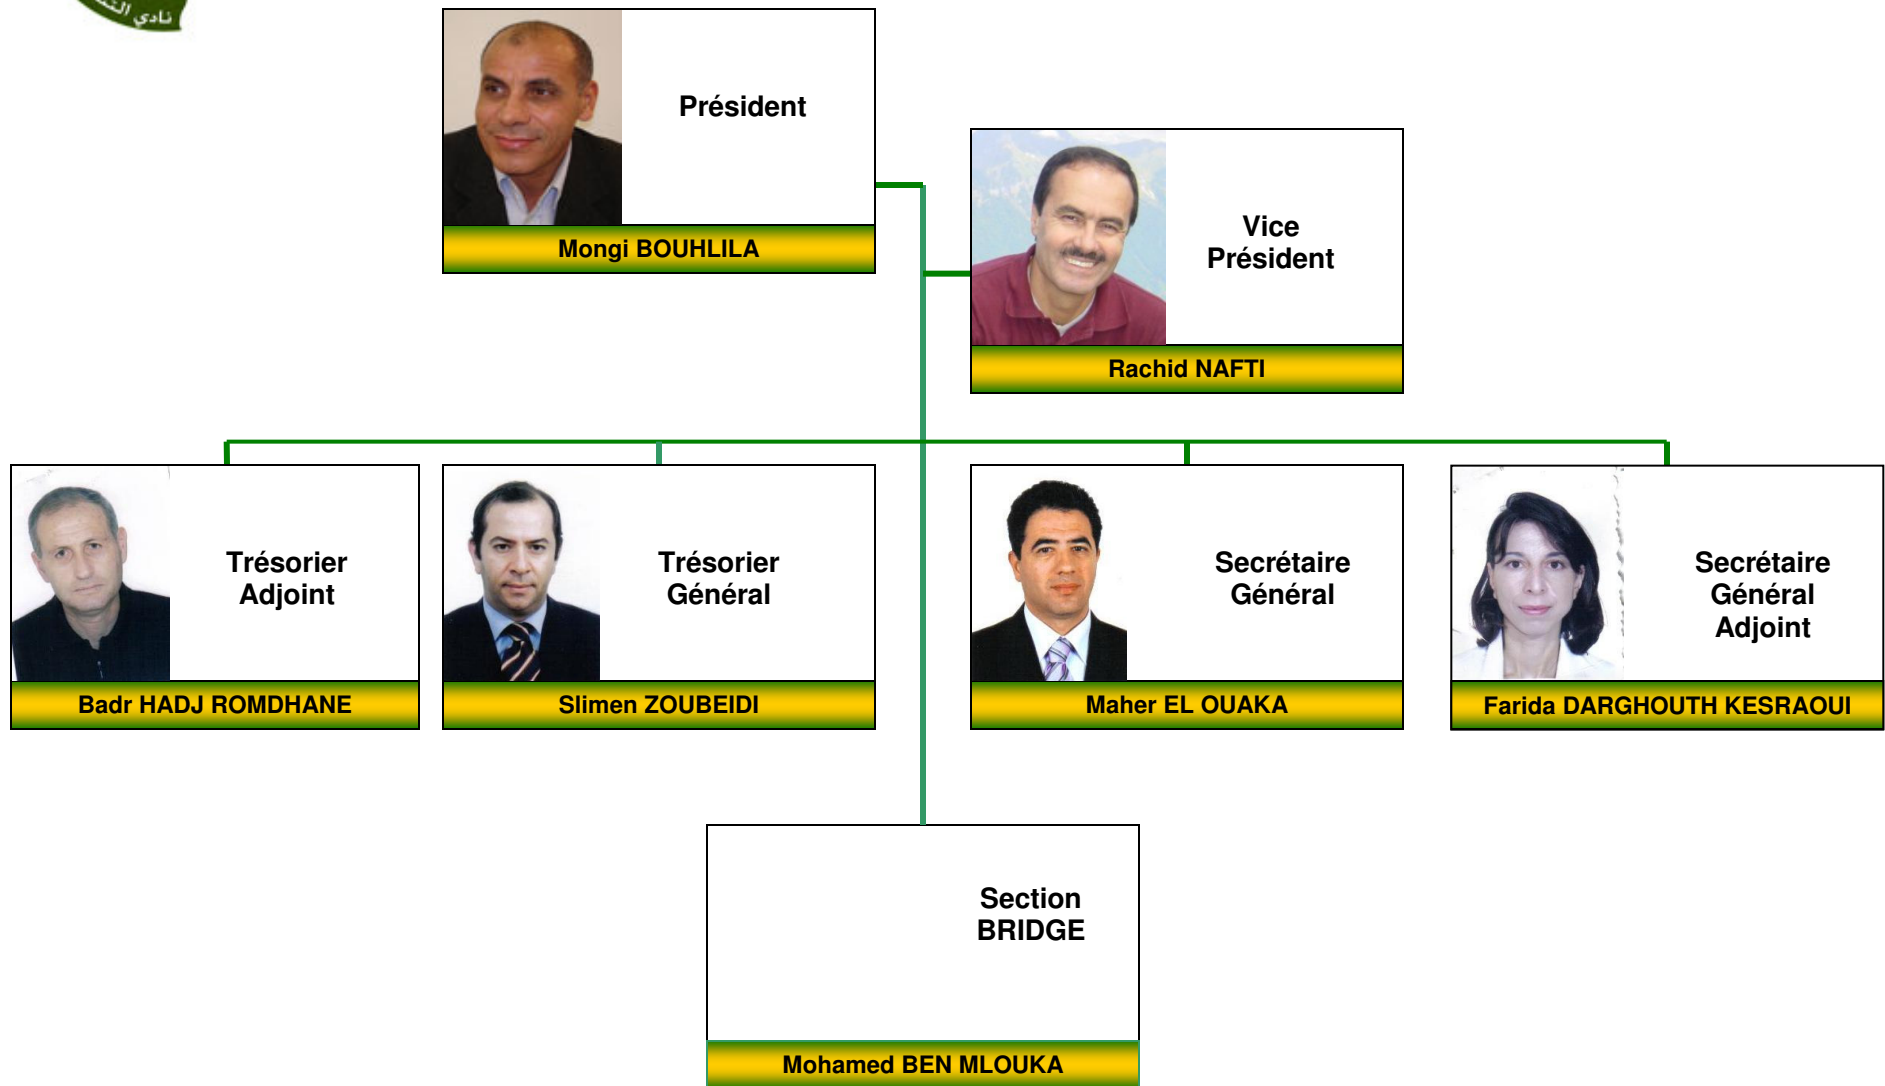 نادي
Président
Mongi BOUHLILA
Vice
Président
Rachid NAFTI
Trésorier
Adjoint
Badr HADJ ROMDHANE
Trésorier
Général
Slimen ZOUBEIDI
Secrétaire
Général
Maher EL OUAKA
Secrétaire
Général
Adjoint
Farida DARGHOUTH KESRAOUI
Section
BRIDGE
Mohamed BEN MLOUKA